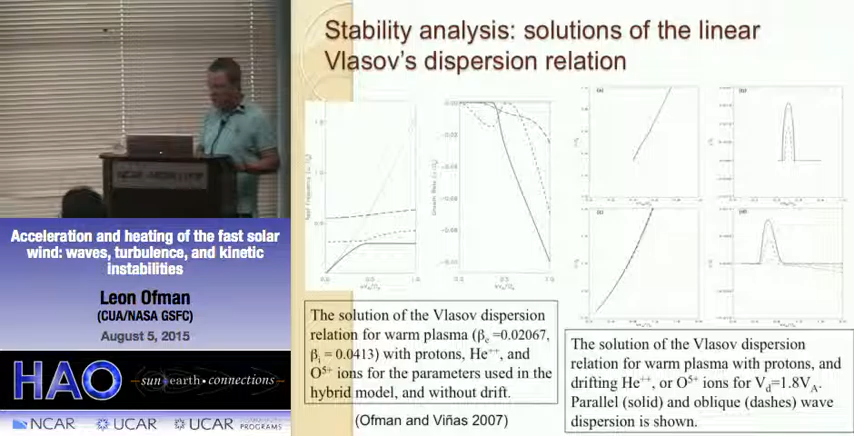 Stability analysis: solutions of the linear
Vlasov's dispersion relation
Acceleration and heating of the fast solar
wind: waves, turbulence, and kinetic
instabilities
Leon Ofman
(CUA/NASA GSFC)
August 5, 2015
HAO
sun earth connections
NCAR
UCAR
UCAR
PROGRAMS
The solution of the Vlasov dispersion
relation for warm plasma (βe =0.02067,
βi = 0.0413) with protons, He++, and
O5+ ions for the parameters used in the
hybrid model, and without drift.
(Ofman and Viñas 2007)
The solution of the Vlasov dispersion
relation for warm plasma with protons, and
drifting He++, or O5+ ions for Vd=1.8VA.
Parallel (solid) and oblique (dashes) wave
dispersion is shown.